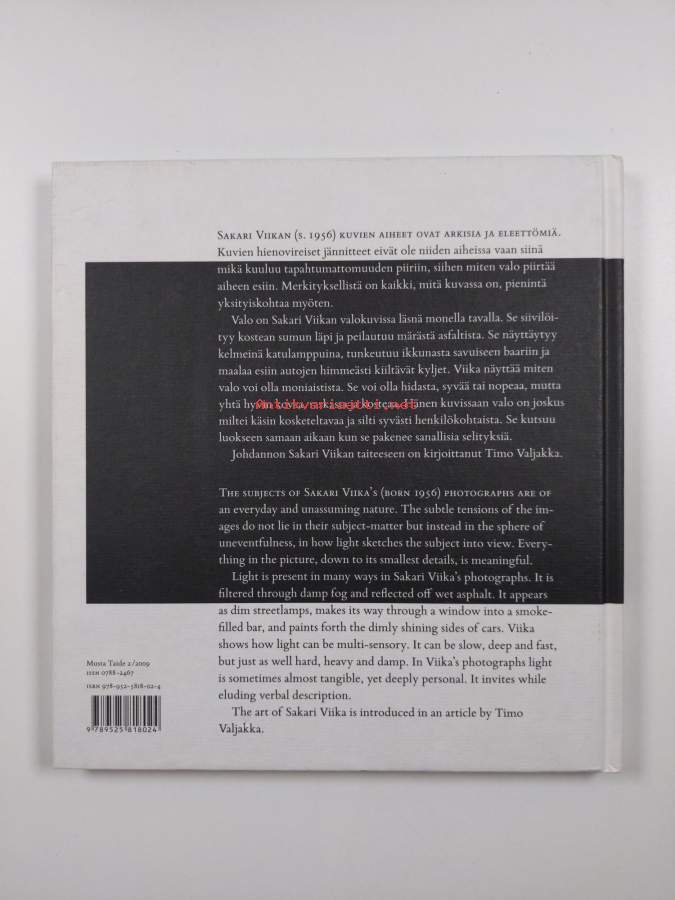 SAKARI VIIKAN (S. 1956) KUVIEN AIHEET OVAT ARKISIA JA ELEETTÖMIÄ.
Kuvien hienovireiset jännitteet eivät ole niiden aiheissa vaan siinä
mikä kuuluu tapahtumattomuuden piiriin, siihen miten valo piirtää
aiheen esiin. Merkityksellistä on kaikki, mitä kuvassa on, pienintä
yksityiskohtaa myöten.
Valo on Sakari Viikan valokuvissa läsnä monella tavalla. Se siivilöi-
tyy kostean sumun läpi ja peilautuu märästä asfaltista. Se näyttäytyy
kelmeinä katulamppuina, tunkeutuu ikkunasta savuiseen baariin ja
maalaa esiin autojen himmeästi kiiltävät kyljet. Viika näyttää miten
valo voi olla moniaistista. Se voi olla hidasta, syvää tai nopeaa, mutta
yhtä hyvin kovaa, raskasta ja kosteaa. Hänen kuvissaan valo on joskus
miltei käsin kosketeltavaa ja silti syvästi henkilökohtaista. Se kutsuu
luokseen samaan aikaan kun se pakenee sanallisia selityksiä.
Johdannon Sakari Viikan taiteeseen on kirjoittanut Timo Valjakka.
THE SUBJECTS OF SAKARI VIIKA'S (BORN 1956) PHOTOGRAPHS ARE OF
an everyday and unassuming nature. The subtle tensions of the im-
ages do not lie in their subject-matter but instead in the sphere of
uneventfulness, in how light sketches the subject into view. Every-
thing in the picture, down to its smallest details, is meaningful.
Light is present in many ways in Sakari Viika's photographs. It is
filtered through damp fog and reflected off wet asphalt. It appears
as dim streetlamps, makes its way through a window into a smoke-
filled bar, and paints forth the dimly shining sides of cars. Viika
shows how light can be multi-sensory. It can be slow, deep and fast,
but just as well hard, heavy and damp. In Viika's photographs light
is sometimes almost tangible, yet deeply personal. It invites while
eluding verbal description.
The art of Sakari Viika is introduced in an article by Timo
Valjakka.
Musta Taide 2/2009
ISSN 0788-2467
ISBN 978-952-5818-02-4
9 789525 818024